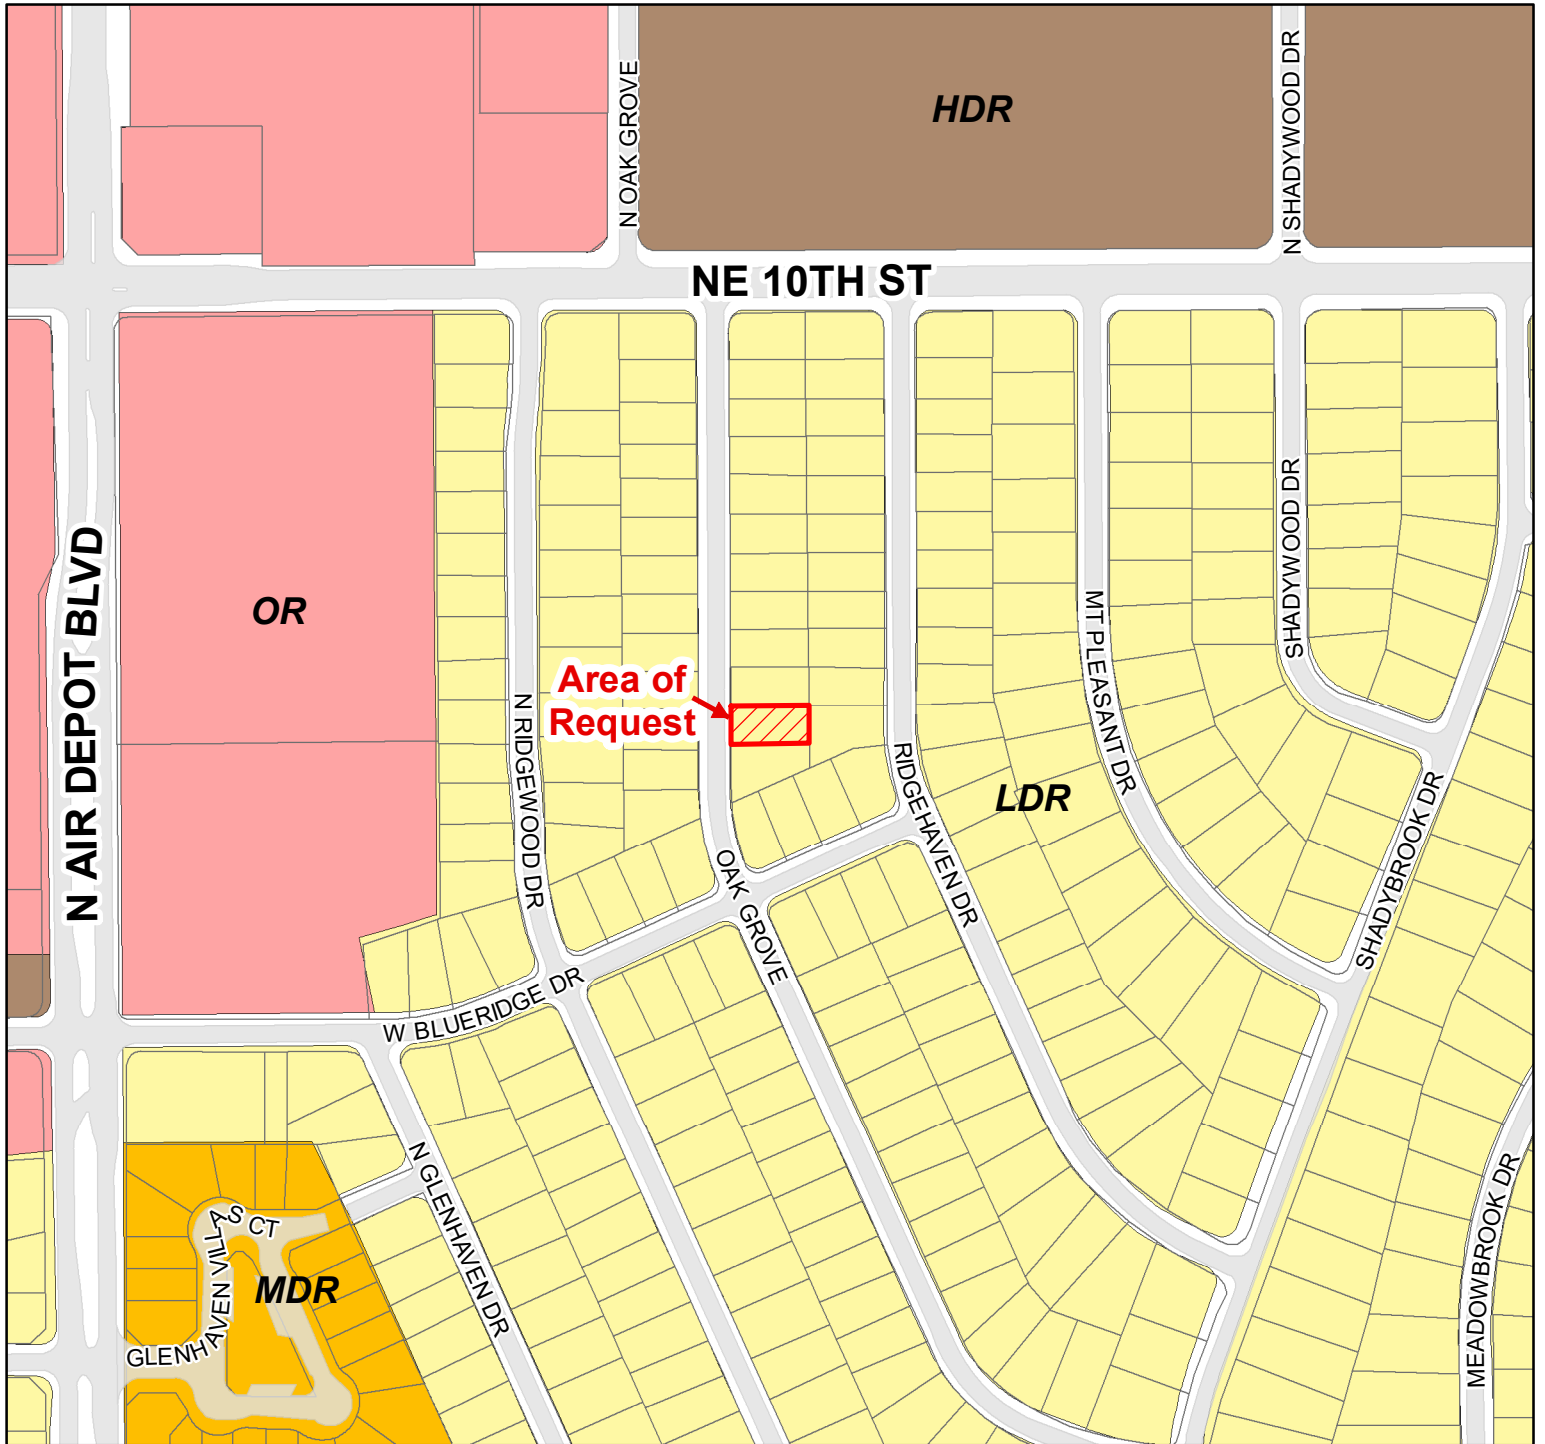 N OAK GROVE
HDR
N SHADYWOOD DR
NE 10TH ST
N AIR DEPOT BLVD
OR
SHADYWOOD DR
MT PLEASANT DR
Area of
Request
N RIDGEWOOD DR
RIDGEHAVEN DR
LDR
SHADYBROOK DR
OAK GROVE
W BLUERIDGE DR
N GLENHAVEN DR
MEADOWBROOK DR
GLENHAVEN VILLAS CT
MDR